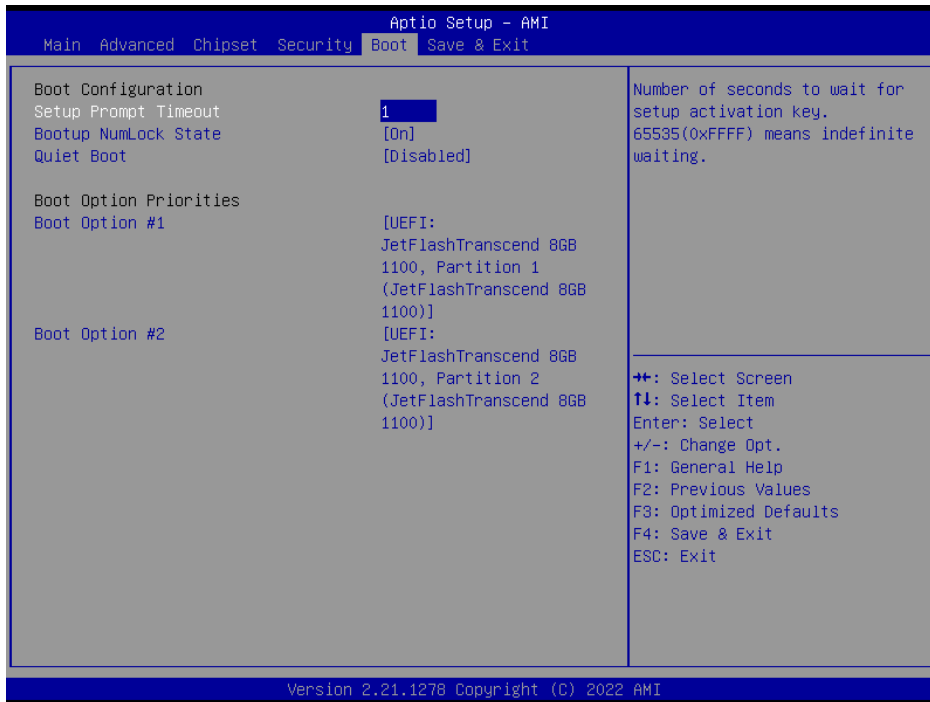 Aptio Setup – AMI
Main Advanced Chipset Security Boot Save & Exit
Boot Configuration
Setup Prompt Timeout 1
Bootup NumLock State [On]
Quiet Boot [Disabled]
Boot Option Priorities
Boot Option #1 [UEFI:
JetFlashTranscend 8GB
1100, Partition 1
(JetFlashTranscend 8GB
1100)]
Boot Option #2 [UEFI:
JetFlashTranscend 8GB
1100, Partition 2
(JetFlashTranscend 8GB
1100)]
Number of seconds to wait for
setup activation key.
65535(0xFFFF) means indefinite
waiting.
→←: Select Screen
↑↓: Select Item
Enter: Select
+/-: Change Opt.
F1: General Help
F2: Previous Values
F3: Optimized Defaults
F4: Save & Exit
ESC: Exit
Version 2.21.1278 Copyright (C) 2022 AMI